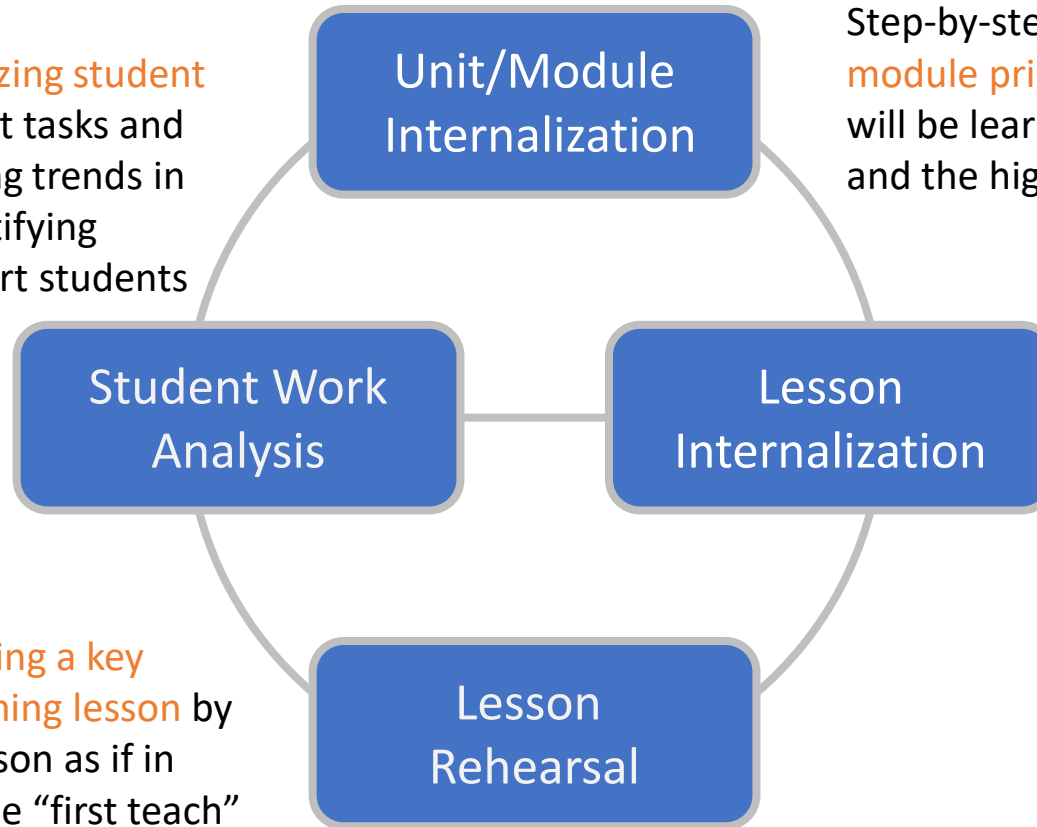 Unit/Module
Internalization
Step-by-ste
module pri
will be lear
and the hig
zing student
t tasks and
g trends in
tifying
rt students
Student Work
Analysis
Lesson
Internalization
ing a key
ning lesson by
son as if in
e “first teach”
Lesson
Rehearsal